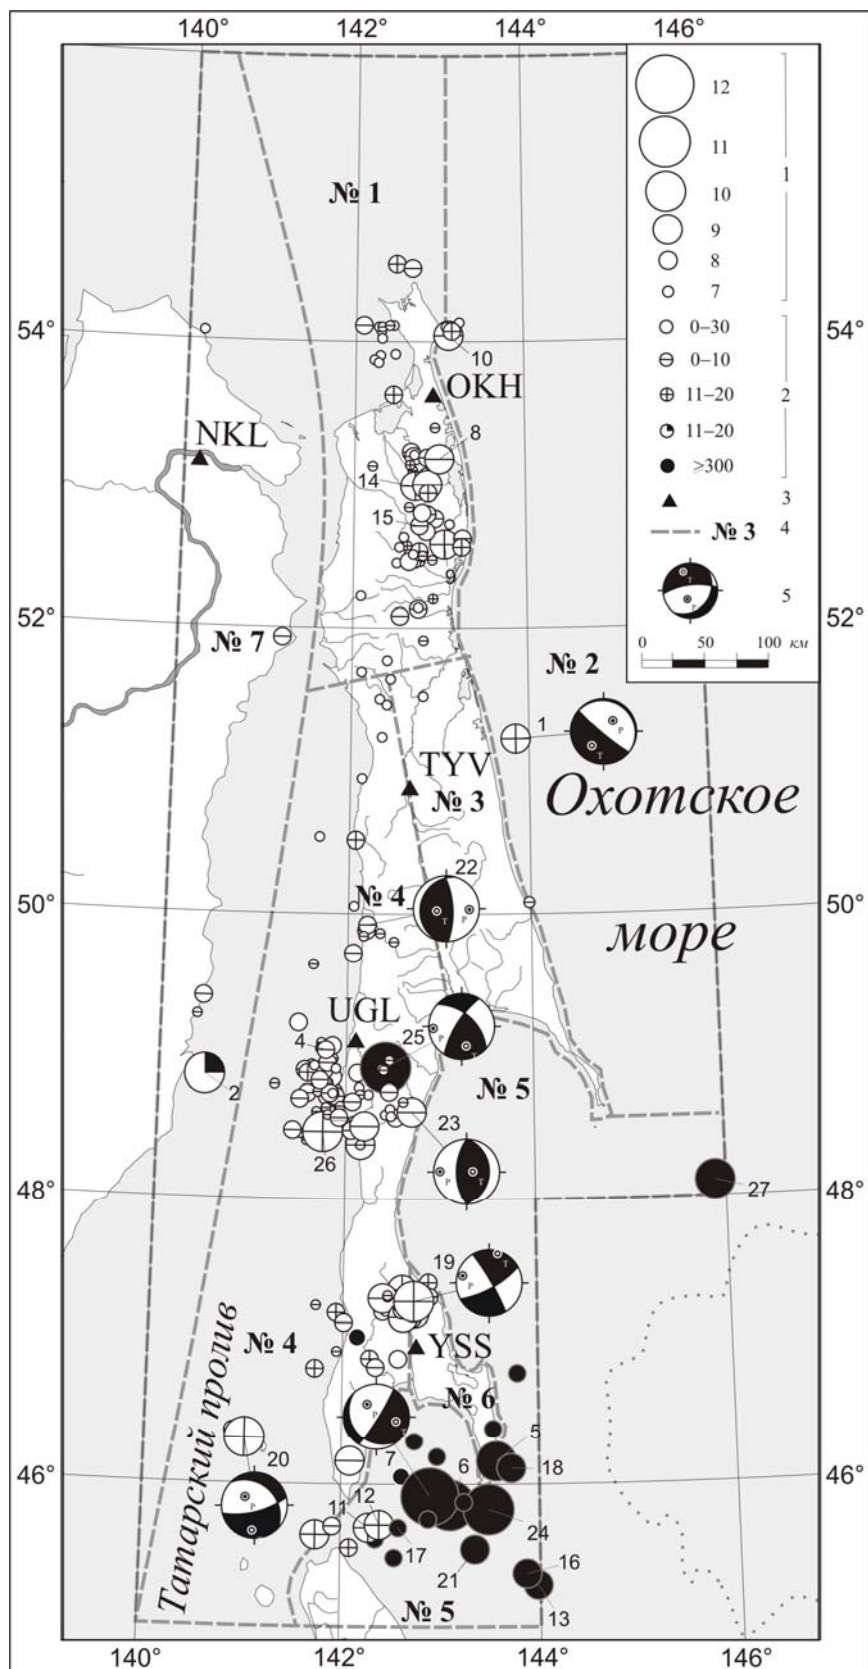 140° 142° 144° 146°
12
11
10
9
8
7
1
0–30
0–10
11–20
11–20
≥300
2
3
№ 3 4
T
P
5
0 50 100 км
№ 1
54° 54°
10
OKH
NKL
8
14
15
9
52° 52°
№ 7
№ 2
1
P
T
TYV
№ 3
Охотское
море
22
№ 4
T P
50° 50°
UGL
4
25
P
T
№ 5
2
23
26
P T
48° 48°
27
19
T
P
Татарский пролив
№ 4
YSS
№ 6
P
T
5
7
6
18
46° 46°
20
P
T
11
12
17
24
21
16
13
№ 5
140° 142° 144° 146°